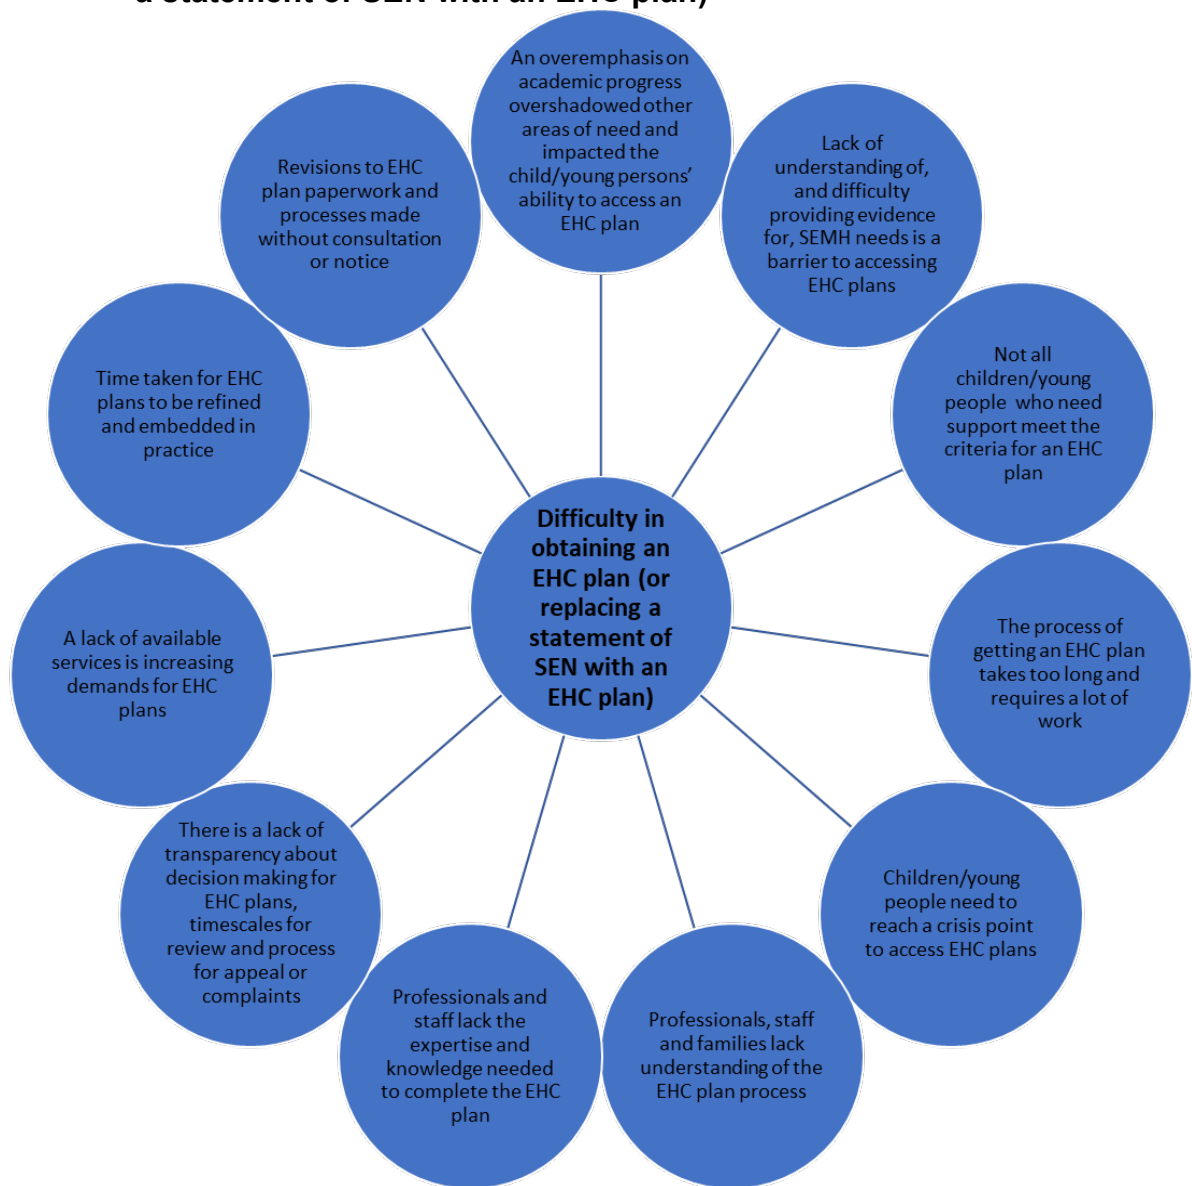 a statement of SEN with an EHC plan)
An overemphasis on
academic progress
overshadowed other
areas of need and
impacted the
child/young persons’
ability to access an
EHC plan
Lack of
understanding of,
and difficulty
providing evidence
for, SEMH needs is a
barrier to accessing
EHC plans
Not all
children/young
people who need
support meet the
criteria for an EHC
plan
The process of
getting an EHC plan
takes too long and
requires a lot of
work
Children/young
people need to
reach a crisis point
to access EHC plans
Professionals, staff
and families lack
understanding of the
EHC plan process
Professionals and
staff lack the
expertise and
knowledge needed
to complete the EHC
plan
There is a lack of
transparency about
decision making for
EHC plans,
timescales for
review and process
for appeal or
complaints
A lack of available
services is increasing
demands for EHC
plans
Time taken for EHC
plans to be refined
and embedded in
practice
Revisions to EHC
plan paperwork and
processes made
without consultation
or notice
Difficulty in
obtaining an
EHC plan (or
replacing a
statement of
SEN with an
EHC plan)